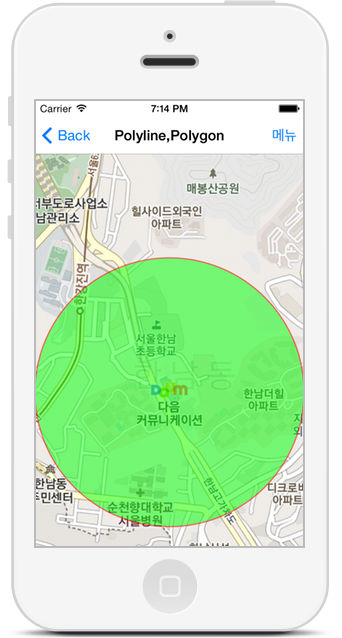 Carrier 7:14 PM
Back Polyline,Polygon 메뉴
서울6
매봉산공원
서부도로사업소
남관리소
힐사이드외국인
아파트
한강진역
서울한남
초등학교
동
Daum
다음
커뮤니케이션
한남더힐
아파트
한남동
주민센터
순천향대학교
서울병원
한남고가차도
디크로바
아파트